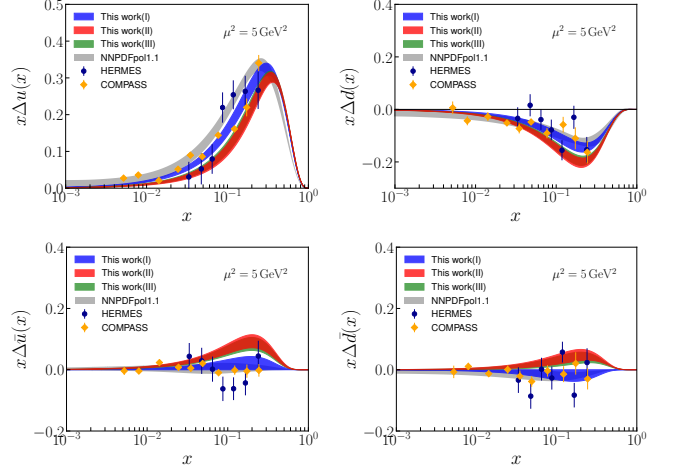 0.5
0.4
0.3
0.2
0.1
0.0
xΔu(x)
This work(I)
This work(II)
This work(III)
NNPDFpol1.1
HERMES
COMPASS
μ² = 5 GeV²
10⁻³ 10⁻² 10⁻¹ 10⁰
x
0.4
0.2
0.0
−0.2
xΔd(x)
This work(I)
This work(II)
This work(III)
NNPDFpol1.1
HERMES
COMPASS
μ² = 5 GeV²
10⁻³ 10⁻² 10⁻¹ 10⁰
x
0.4
0.2
0.0
−0.2
xΔū(x)
This work(I)
This work(II)
This work(III)
NNPDFpol1.1
HERMES
COMPASS
μ² = 5 GeV²
10⁻³ 10⁻² 10⁻¹ 10⁰
x
0.4
0.2
0.0
−0.2
xΔd̄(x)
This work(I)
This work(II)
This work(III)
NNPDFpol1.1
HERMES
COMPASS
μ² = 5 GeV²
10⁻³ 10⁻² 10⁻¹ 10⁰
x